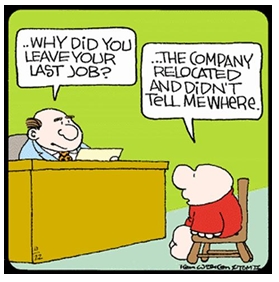 ..WHY DID YOU
LEAVE YOUR
LAST JOB?
...THE COMPANY
RELOCATED
AND DIDN'T
TELL ME WHERE.